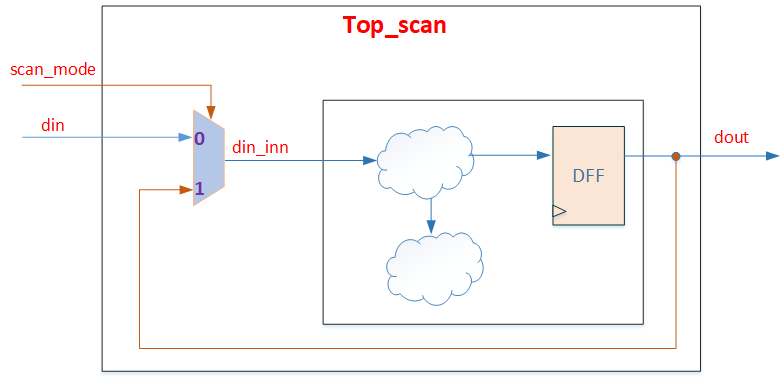 Top_scan
scan_mode
din
0
din_inn
1
DFF
dout